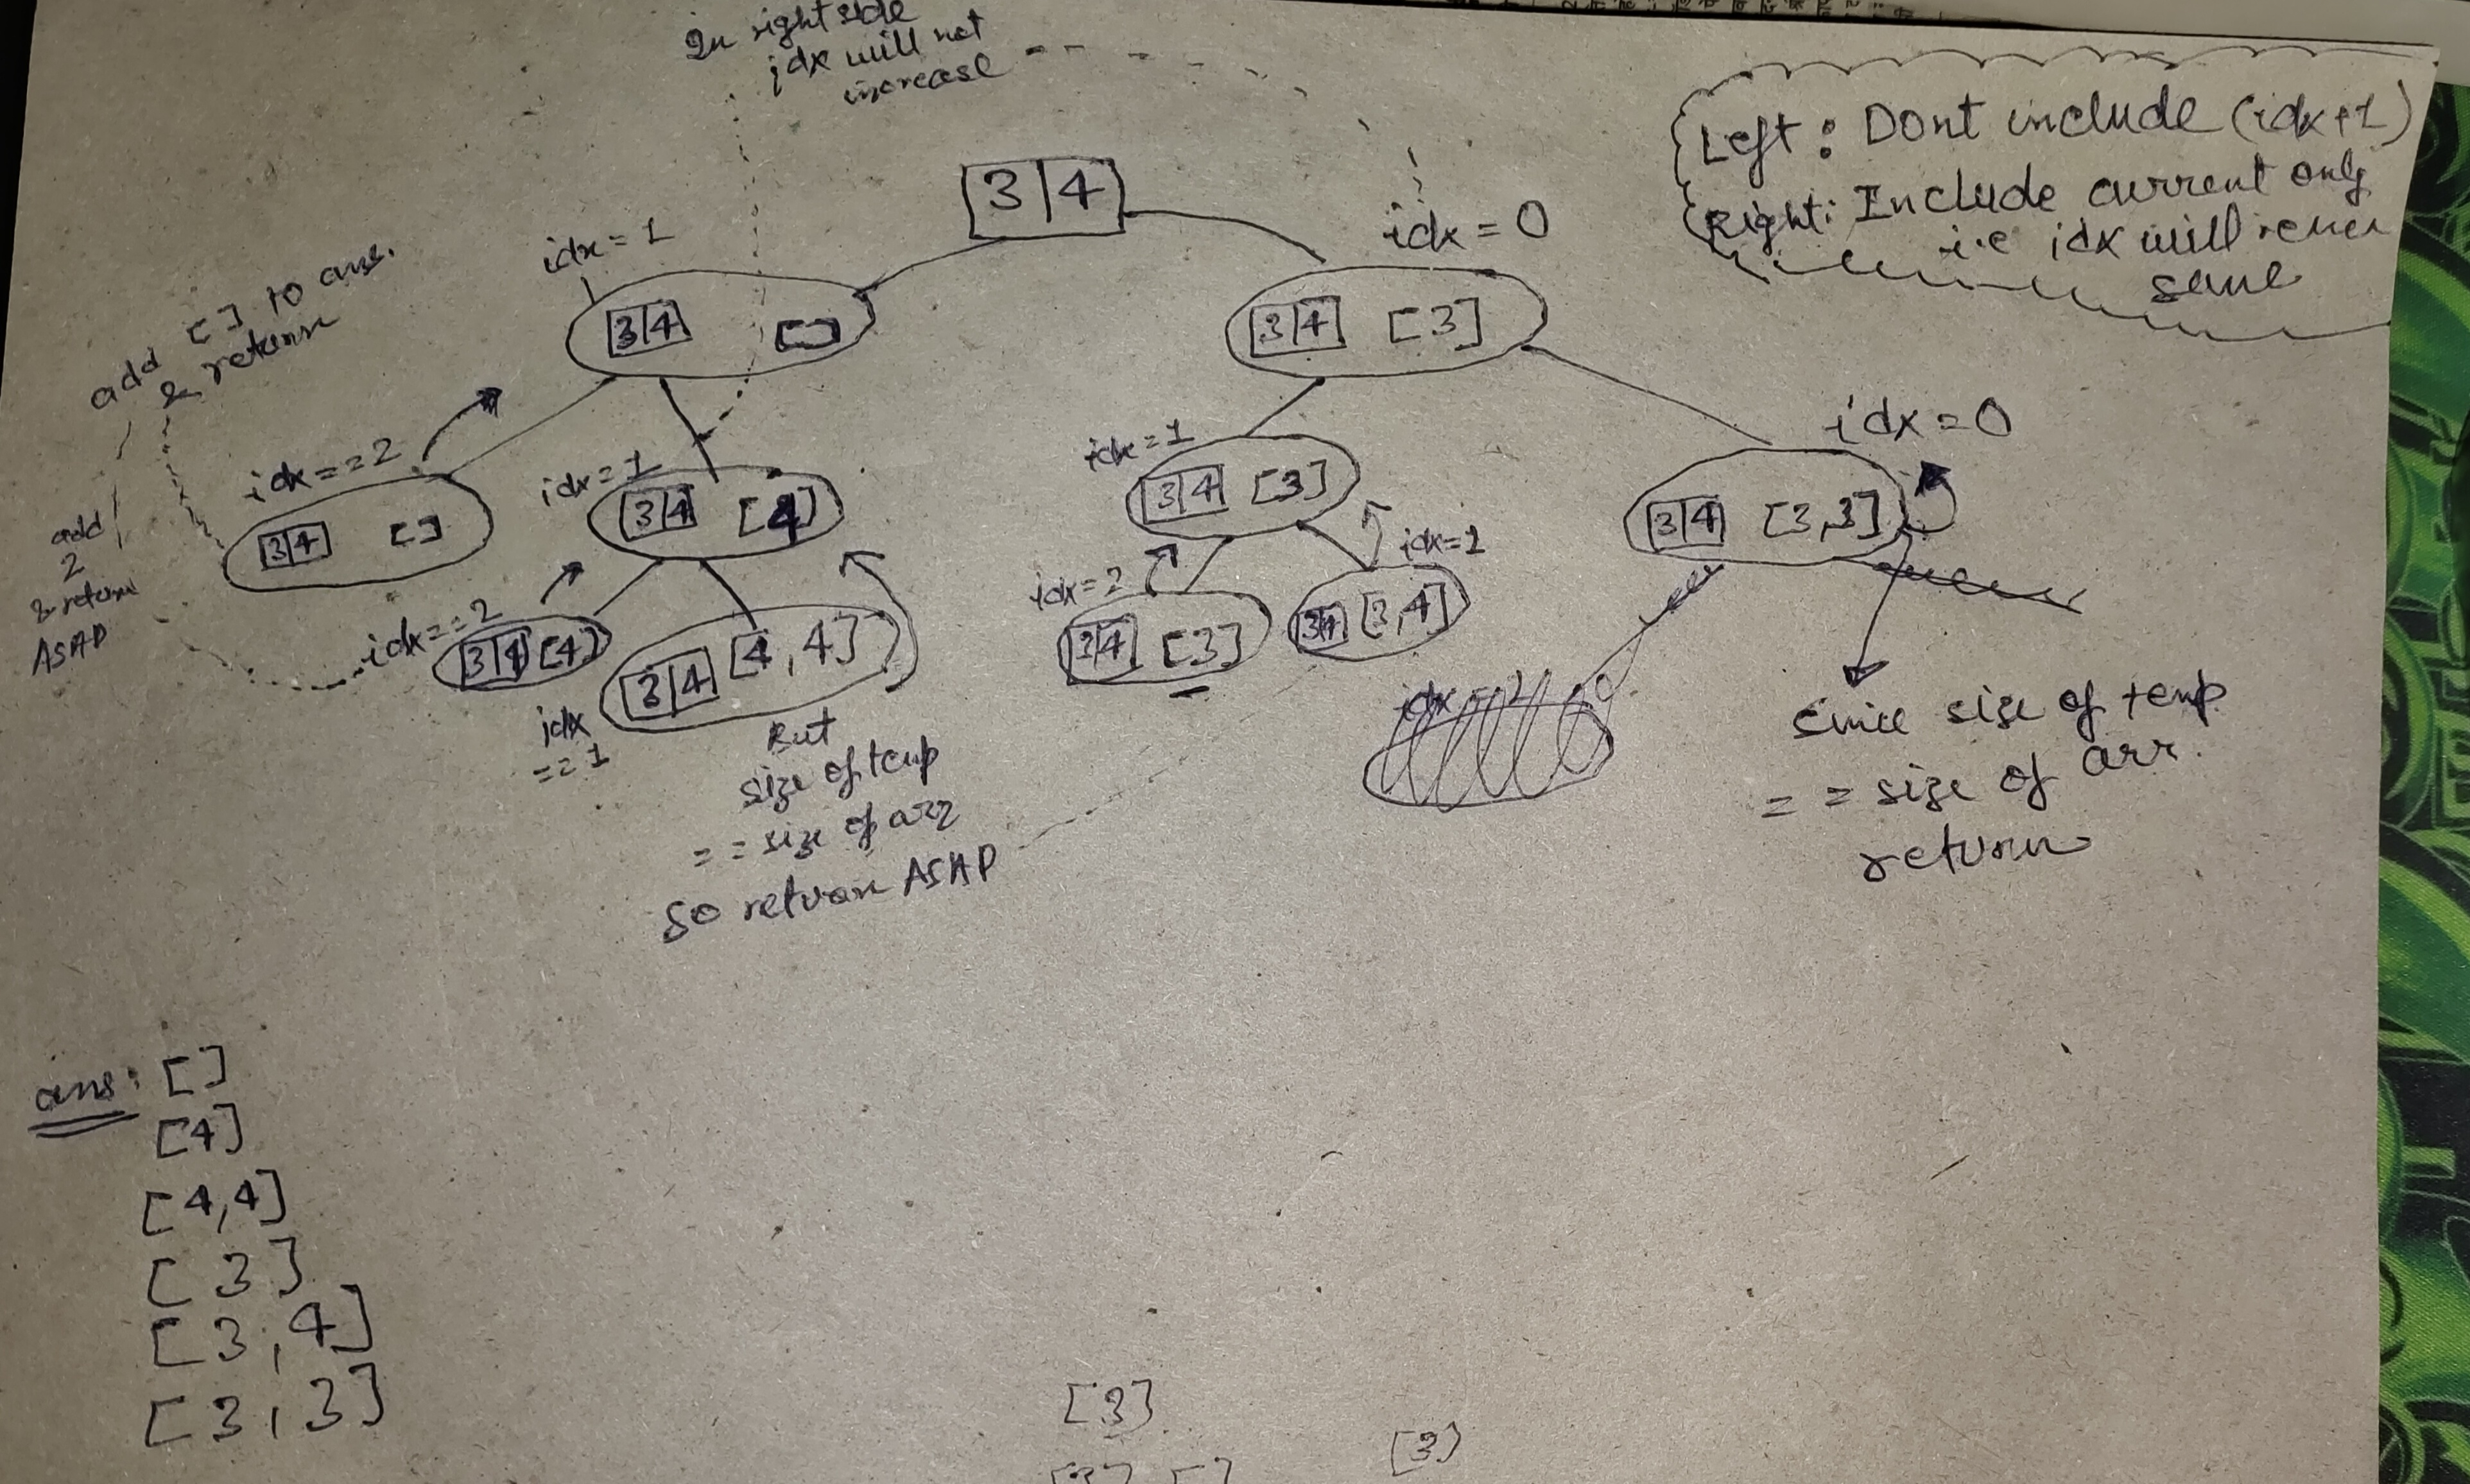 In right side
idx will not
increase
Left : Dont include (idx+1)
Right: Include current only
i.e idx will remai
same
3|4
idx = 1
idx = 0
add [ ] to ans.
& return
3|4 [ ]
3|4 [3]
idx == 2
idx = 1
idx = 1
idx = 0
3|4 [ ]
3|4 [4]
3|4 [3]
3|4 [3,3]
add
2
& return
ASAP
idx == 2
3|4 [4]
3|4 [4,4]
idx
== 1
idx = 2
3|4 [3]
idx=1
3|4 [3,4]
But
size of temp
== size of arr
So return ASAP
Since size of temp
== size of arr.
return
ans: [ ]
[4]
[4,4]
[3]
[3,4]
[3,3]
[3]
[3]
[3] [ ]